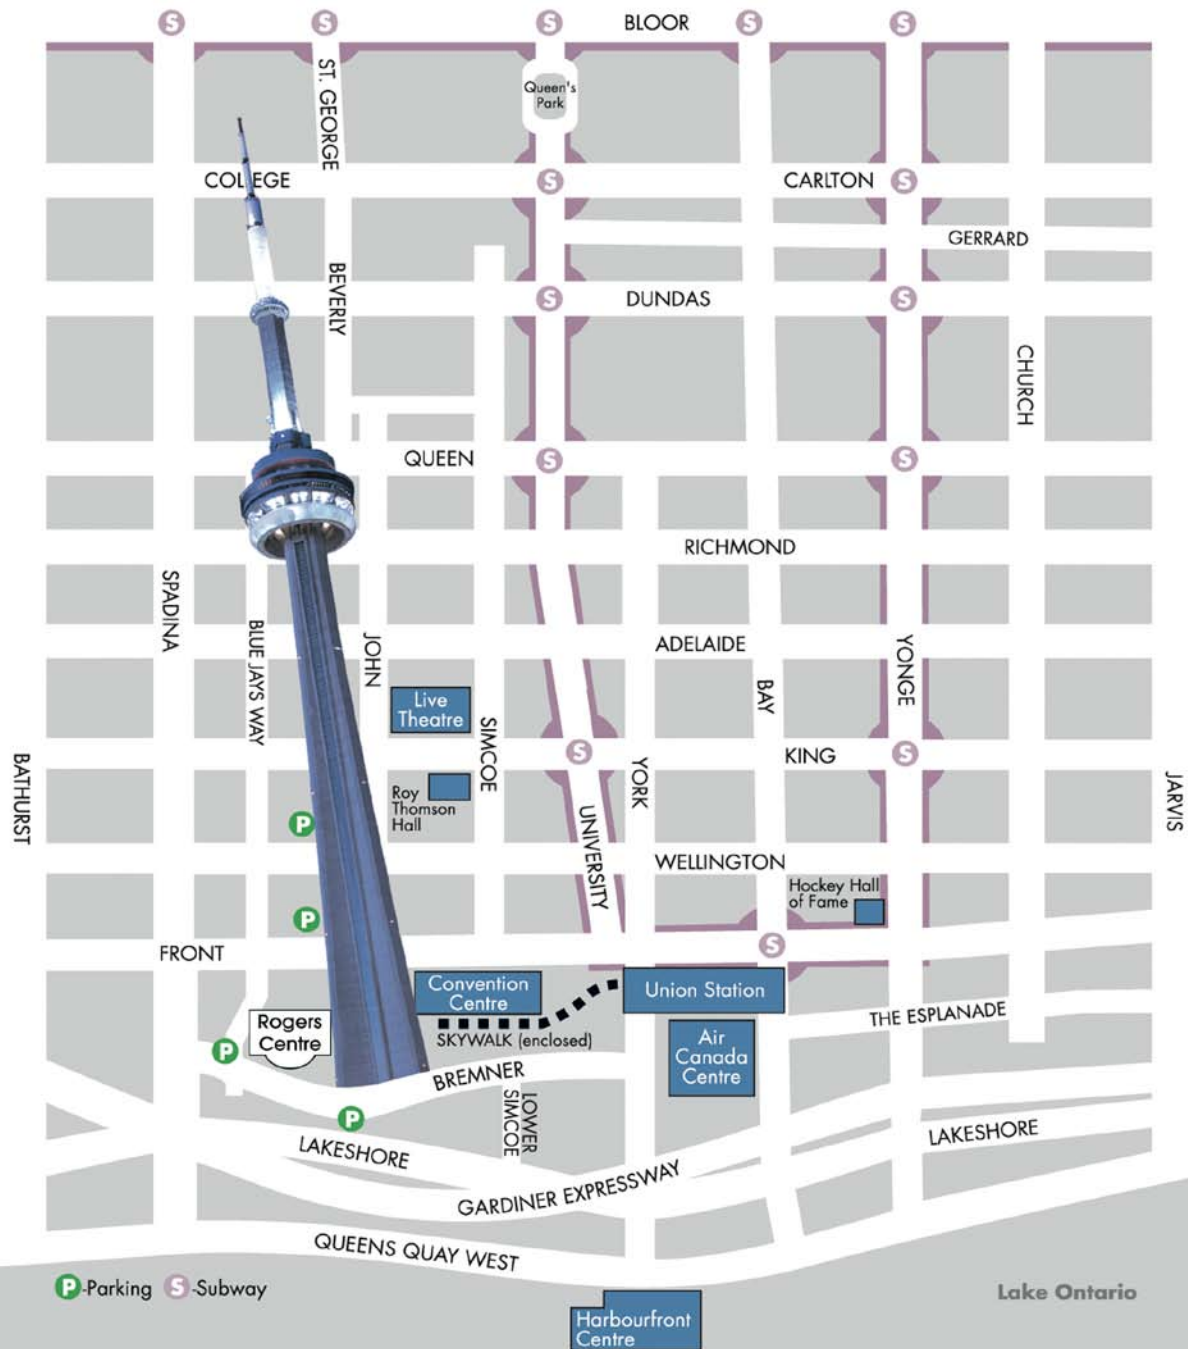 S
S
S
BLOOR
S
S
ST. GEORGE
Queen's
Park
COLLEGE
S
CARLTON
S
GERRARD
BEVERLY
S
DUNDAS
S
CHURCH
QUEEN
S
S
RICHMOND
SPADINA
BLUE JAYS WAY
JOHN
ADELAIDE
YONGE
BAY
Live
Theatre
SIMCOE
S
KING
S
BATHURST
YORK
JARVIS
Roy
Thomson
Hall
P
UNIVERSITY
WELLINGTON
Hockey Hall
of Fame
P
FRONT
S
Convention
Centre
Union Station
Rogers
Centre
SKYWALK (enclosed)
THE ESPLANADE
P
Air
Canada
Centre
BREMNER
P
LOWER
SIMCOE
LAKESHORE
LAKESHORE
GARDINER EXPRESSWAY
QUEENS QUAY WEST
P-Parking S-Subway
Lake Ontario
Harbourfront
Centre